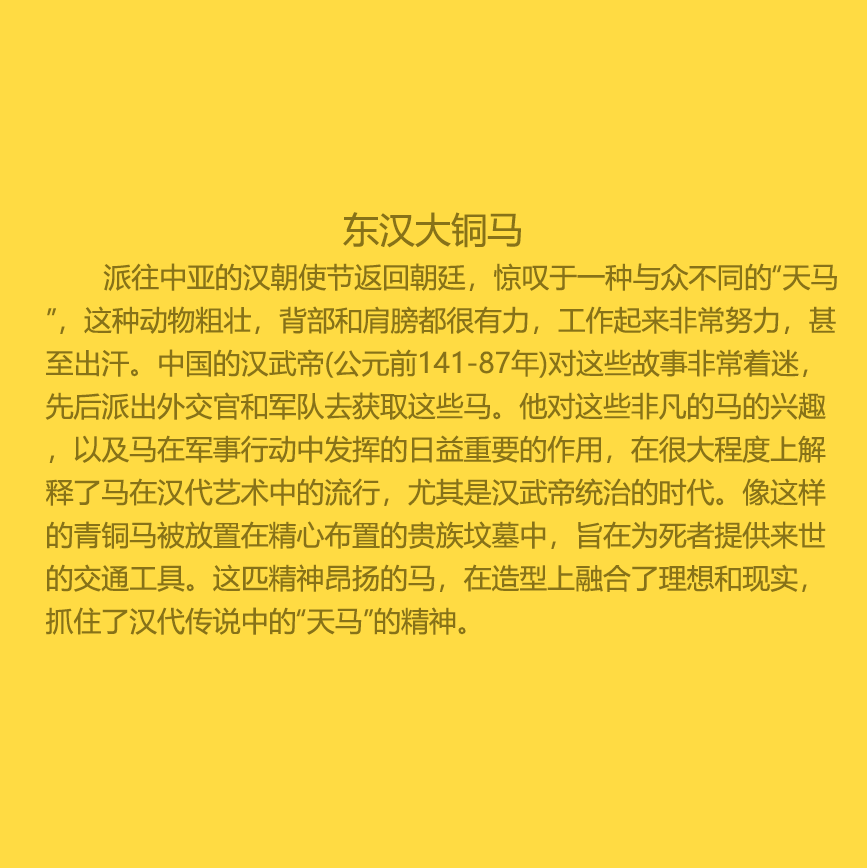 东汉大铜马
派往中亚的汉朝使节返回朝廷，惊叹于一种与众不同的“天马
”，这种动物粗壮，背部和肩膀都很有力，工作起来非常努力，甚
至出汗。中国的汉武帝(公元前141-87年)对这些故事非常着迷，
先后派出外交官和军队去获取这些马。他对这些非凡的马的兴趣
，以及马在军事行动中发挥的日益重要的作用，在很大程度上解
释了马在汉代艺术中的流行，尤其是汉武帝统治的时代。像这样
的青铜马被放置在精心布置的贵族坟墓中，旨在为死者提供来世
的交通工具。这匹精神昂扬的马，在造型上融合了理想和现实，
抓住了汉代传说中的“天马”的精神。